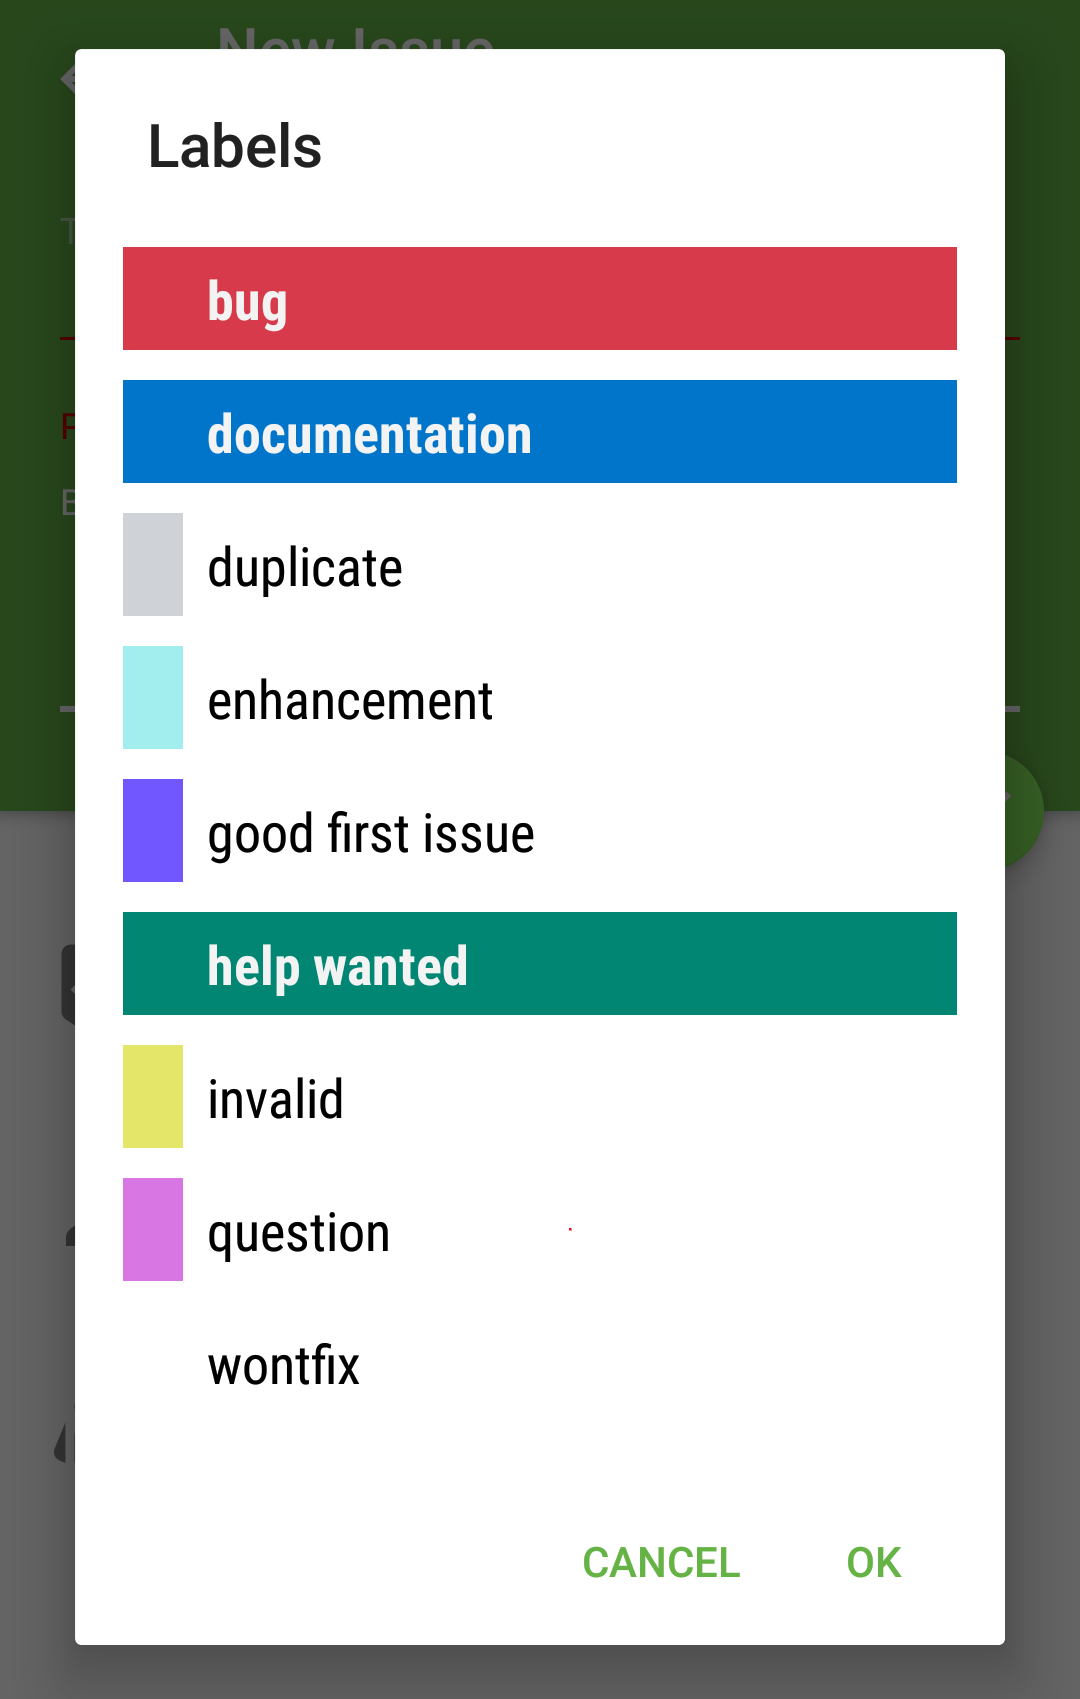 New Issue
Labels
bug
documentation
duplicate
enhancement
good first issue
help wanted
invalid
question
wontfix
CANCEL
OK